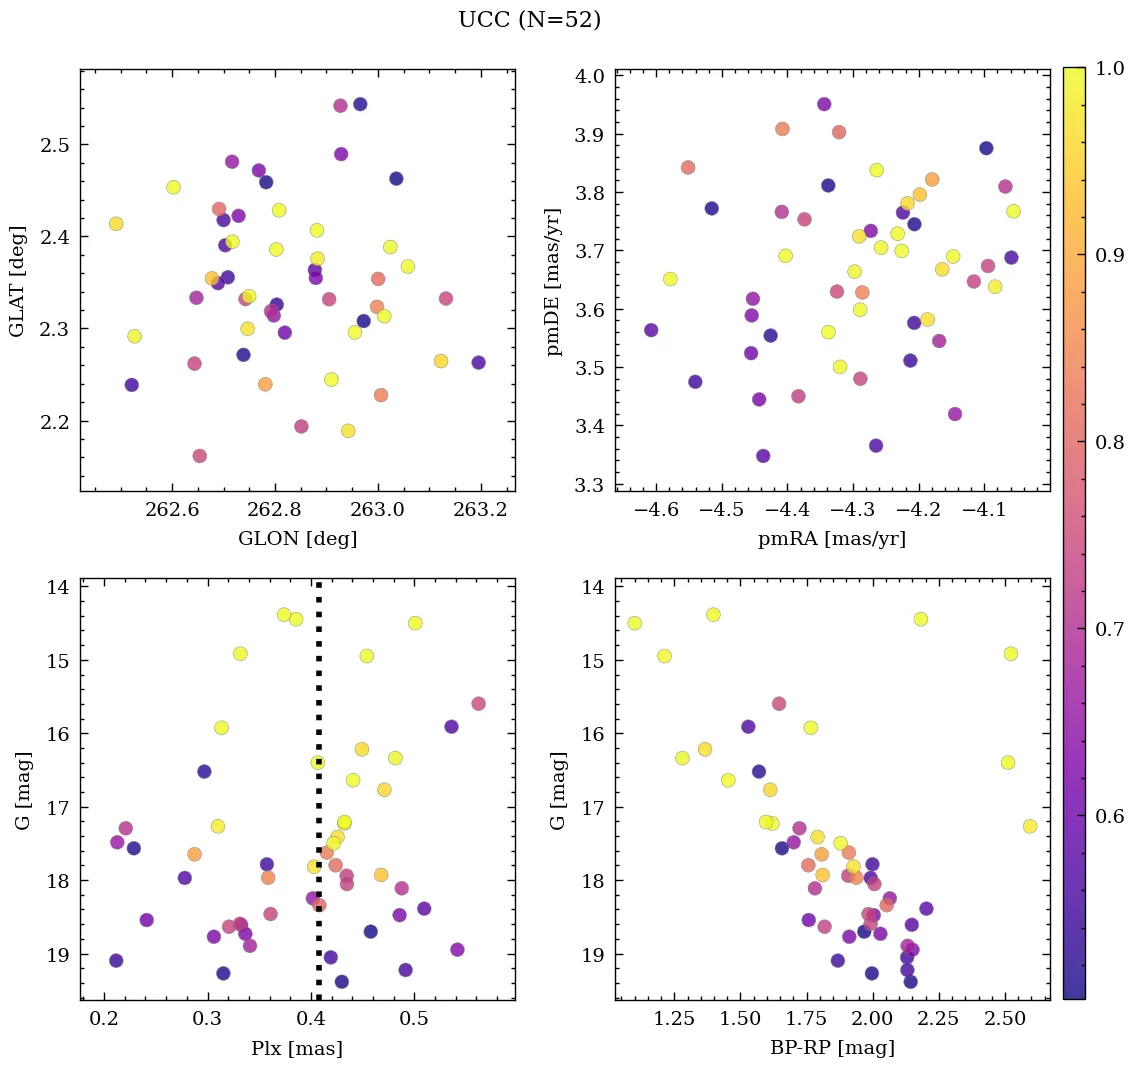 UCC (N=52)
2.5
2.4
2.3
2.2
GLAT [deg]
262.6 262.8 263.0 263.2
GLON [deg]
4.0
3.9
3.8
3.7
3.6
3.5
3.4
3.3
pmDE [mas/yr]
−4.6 −4.5 −4.4 −4.3 −4.2 −4.1
pmRA [mas/yr]
1.0
0.9
0.8
0.7
0.6
14
15
16
17
18
19
G [mag]
0.2 0.3 0.4 0.5
Plx [mas]
14
15
16
17
18
19
G [mag]
1.25 1.50 1.75 2.00 2.25 2.50
BP-RP [mag]